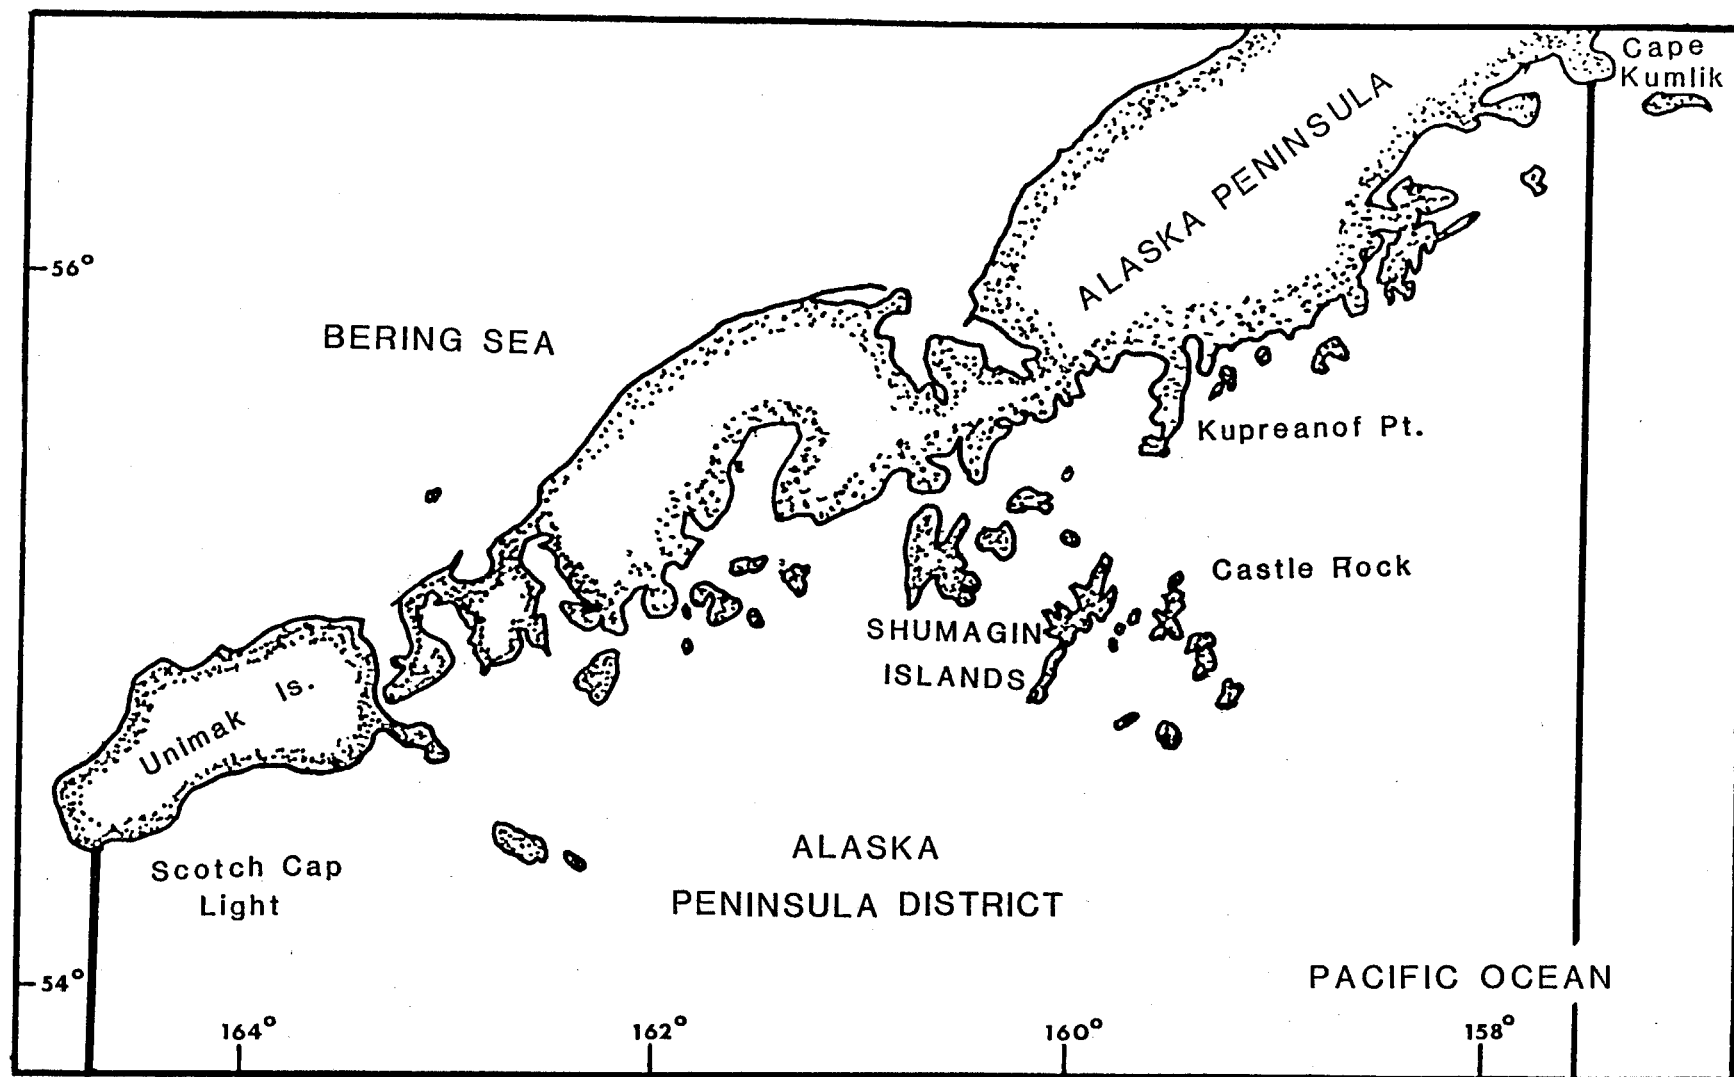 Cape
Kumlik
ALASKA PENINSULA
56°
BERING SEA
Kupreanof Pt.
Castle Rock
SHUMAGIN
ISLANDS
Unimak Is.
Scotch Cap
Light
ALASKA
PENINSULA DISTRICT
PACIFIC OCEAN
54°
164°
162°
160°
158°